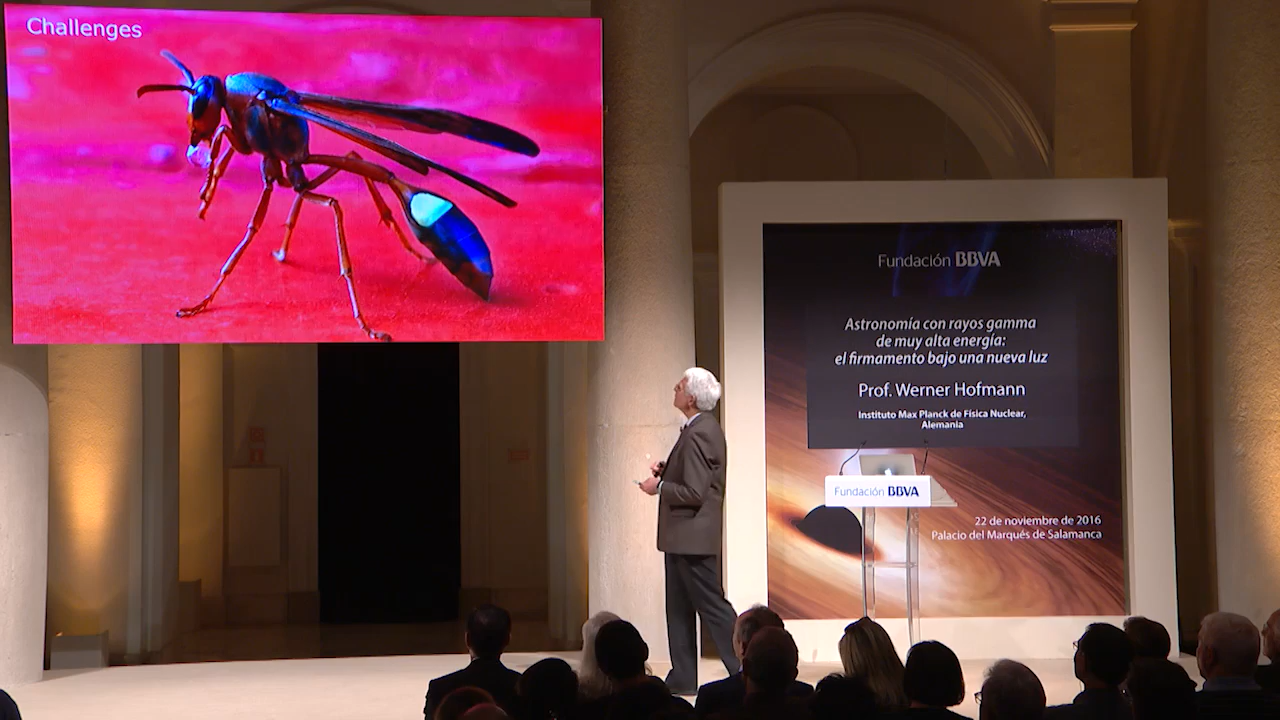 Challenges
Fundación BBVA
Astronomía con rayos gamma
de muy alta energía:
el firmamento bajo una nueva luz
Prof. Werner Hofmann
Instituto Max Planck de Física Nuclear,
Alemania
Fundación BBVA
22 de noviembre de 2016
Palacio del Marqués de Salamanca